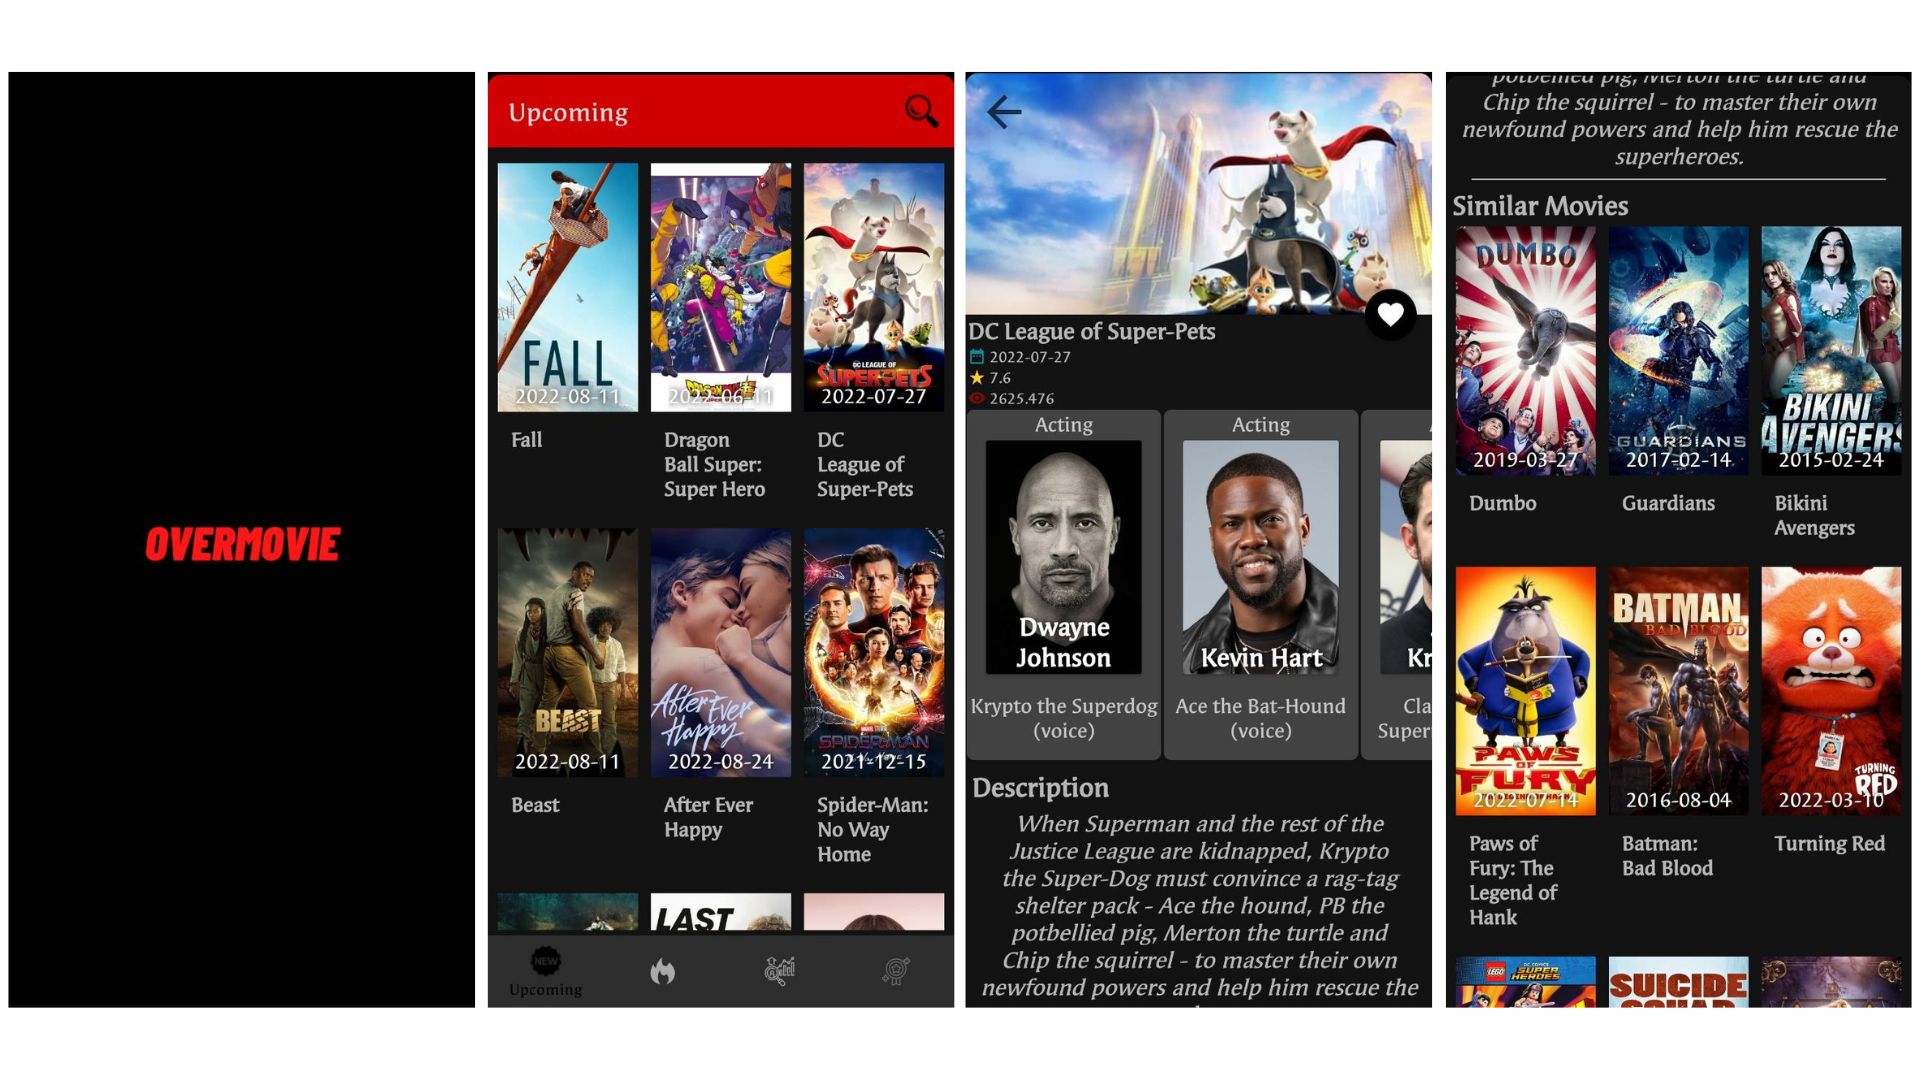 OVERMOVIE
Upcoming
FALL
2022-08-11
2022-06-11
DC LEAGUE OF
SUPER-PETS
2022-07-27
Fall
Dragon
Ball Super:
Super Hero
DC
League of
Super-Pets
BEAST
2022-08-11
After Ever
Happy
2022-08-24
SPIDER-MAN
2021-12-15
Beast
After Ever
Happy
Spider-Man:
No Way
Home
LAST
NEW
Upcoming
DC League of Super-Pets
2022-07-27
7.6
2625.476
Acting
Acting
Dwayne
Johnson
Kevin Hart
Kr
Krypto the Superdog
(voice)
Ace the Bat-Hound
(voice)
Cla
Super
Description
When Superman and the rest of the
Justice League are kidnapped, Krypto
the Super-Dog must convince a rag-tag
shelter pack - Ace the hound, PB the
potbellied pig, Merton the turtle and
Chip the squirrel - to master their own
newfound powers and help him rescue the
potbellied pig, Merton the turtle and
Chip the squirrel - to master their own
newfound powers and help him rescue the
superheroes.
Similar Movies
DUMBO
2019-03-27
GUARDIANS
2017-02-14
BIKINI
AVENGERS
2015-02-24
Dumbo
Guardians
Bikini
Avengers
PAWS
OF
FURY
2022-07-14
BATMAN
BAD BLOOD
2016-08-04
TURNING
RED
2022-03-10
Paws of
Fury: The
Legend of
Hank
Batman:
Bad Blood
Turning Red
LEGO
DC COMICS
SUPER
HEROES
SUICIDE
SQUAD